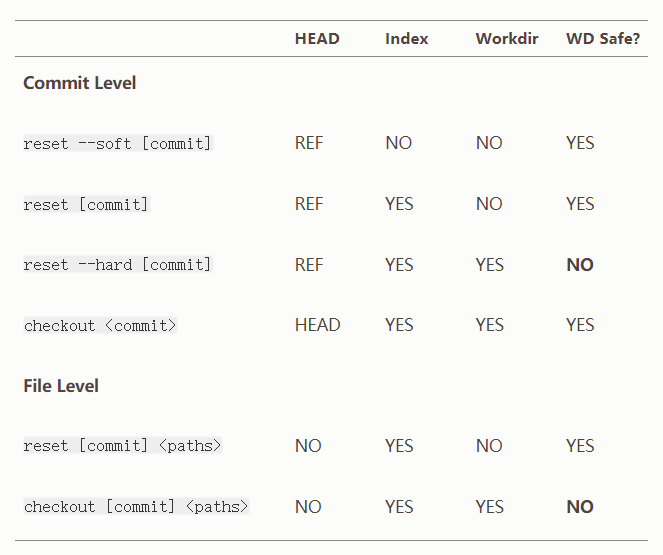 HEAD Index Workdir WD Safe?
Commit Level
reset --soft [commit] REF NO NO YES
reset [commit] REF YES NO YES
reset --hard [commit] REF YES YES NO
checkout <commit> HEAD YES YES YES
File Level
reset [commit] <paths> NO YES NO YES
checkout [commit] <paths> NO YES YES NO